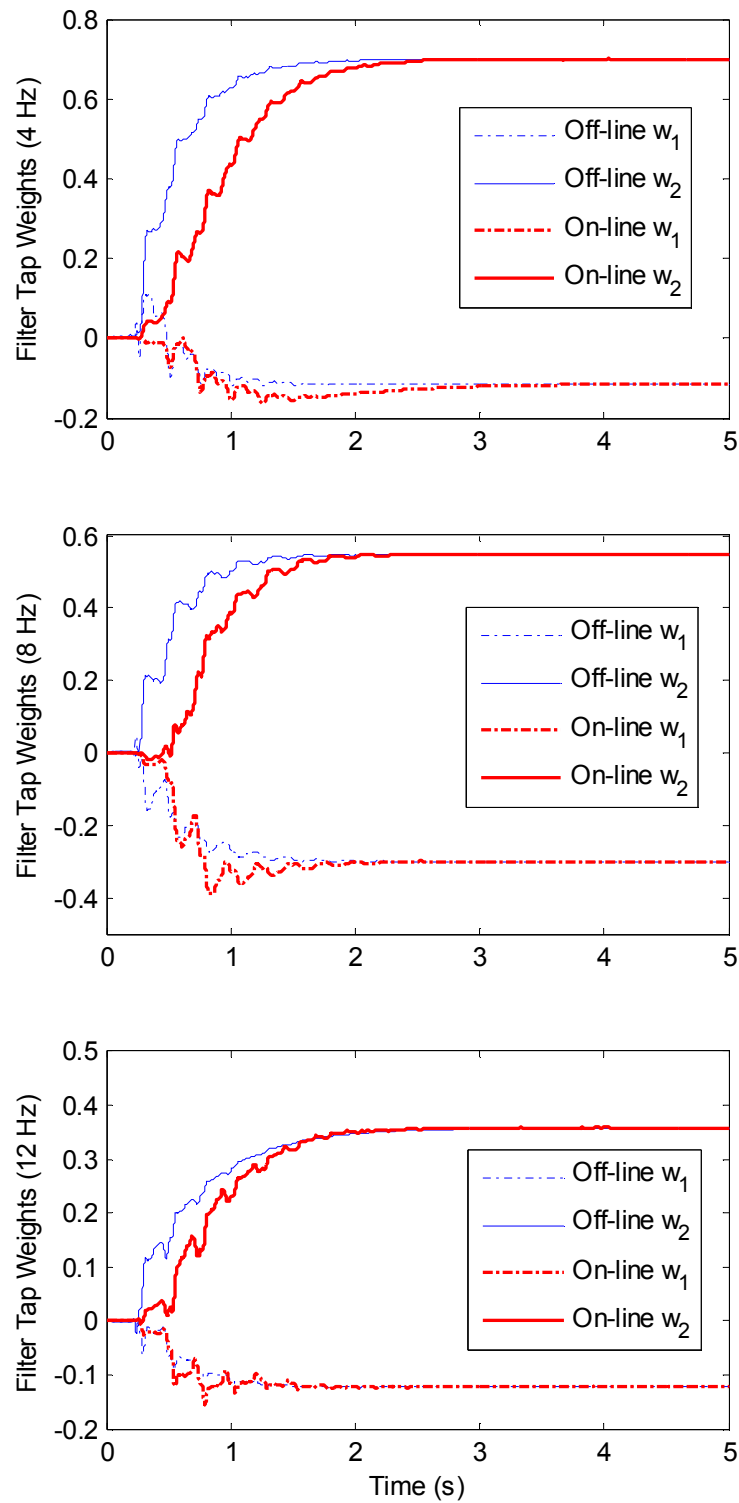 0.8
0.6
0.4
0.2
0
-0.2
Filter Tap Weights (4 Hz)
Off-line w1
Off-line w2
On-line w1
On-line w2
0 1 2 3 4 5
0.6
0.4
0.2
0
-0.2
-0.4
Filter Tap Weights (8 Hz)
Off-line w1
Off-line w2
On-line w1
On-line w2
0 1 2 3 4 5
0.5
0.4
0.3
0.2
0.1
0
-0.1
-0.2
Filter Tap Weights (12 Hz)
Off-line w1
Off-line w2
On-line w1
On-line w2
0 1 2 3 4 5
Time (s)